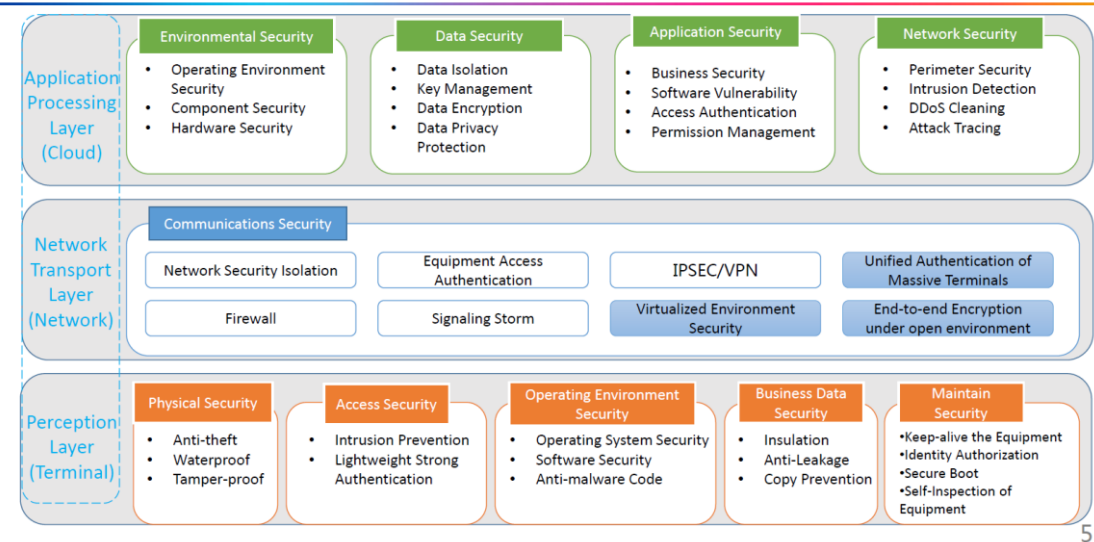 Application
Processing
Layer
(Cloud)
Environmental Security
• Operating Environment
Security
• Component Security
• Hardware Security
Data Security
• Data Isolation
• Key Management
• Data Encryption
• Data Privacy
Protection
Application Security
• Business Security
• Software Vulnerability
• Access Authentication
• Permission Management
Network Security
• Perimeter Security
• Intrusion Detection
• DDoS Cleaning
• Attack Tracing
Network
Transport
Layer
(Network)
Communications Security
Network Security Isolation
Equipment Access
Authentication
IPSEC/VPN
Unified Authentication of
Massive Terminals
Firewall
Signaling Storm
Virtualized Environment
Security
End-to-end Encryption
under open environment
Perception
Layer
(Terminal)
Physical Security
• Anti-theft
• Waterproof
• Tamper-proof
Access Security
• Intrusion Prevention
• Lightweight Strong
Authentication
Operating Environment
Security
• Operating System Security
• Software Security
• Anti-malware Code
Business Data
Security
• Insulation
• Anti-Leakage
• Copy Prevention
Maintain
Security
•Keep-alive the Equipment
•Identity Authorization
•Secure Boot
•Self-Inspection of
Equipment
5